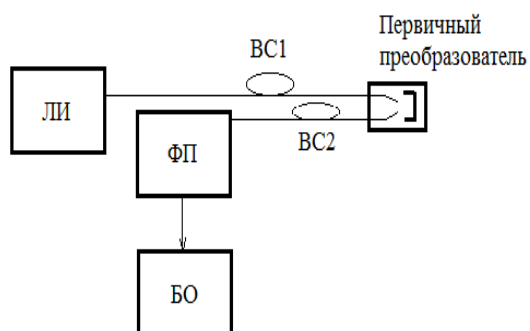 Первичный
преобразователь
ВС1
ЛИ
ВС2
ФП
БО